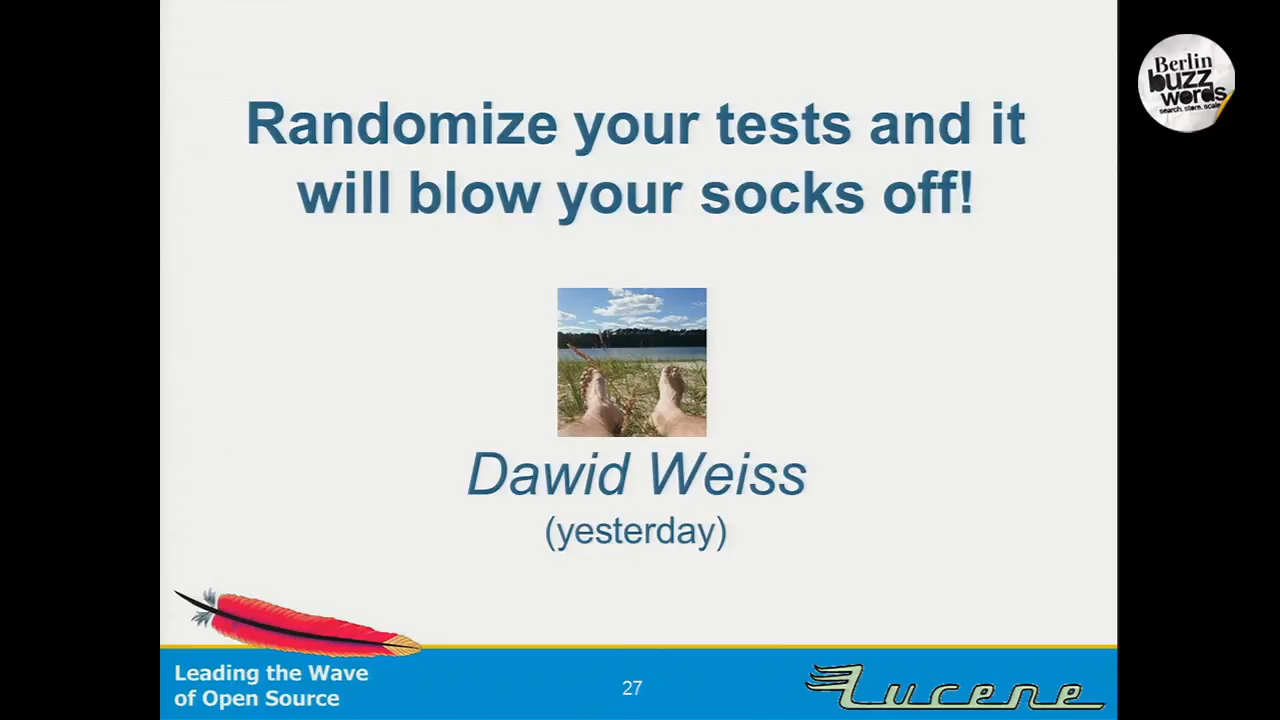 Randomize your tests and it
will blow your socks off!
Dawid Weiss
(yesterday)
Leading the Wave
of Open Source
27
Lucene
Berlin
buzz
words
search. store. scale.